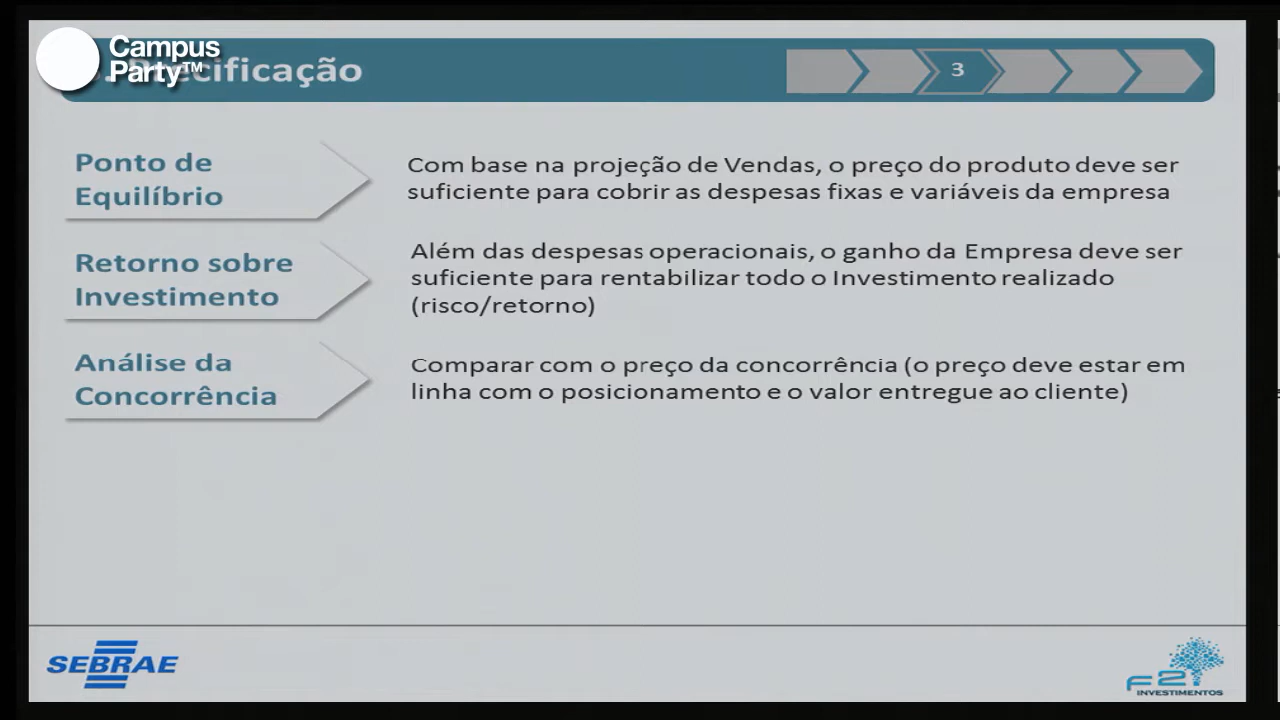 Campus
Party™
Precificação
3
Ponto de
Equilíbrio
Com base na projeção de Vendas, o preço do produto deve ser
suficiente para cobrir as despesas fixas e variáveis da empresa
Retorno sobre
Investimento
Além das despesas operacionais, o ganho da Empresa deve ser
suficiente para rentabilizar todo o Investimento realizado
(risco/retorno)
Análise da
Concorrência
Comparar com o preço da concorrência (o preço deve estar em
linha com o posicionamento e o valor entregue ao cliente)
SEBRAE
F2i
INVESTIMENTOS